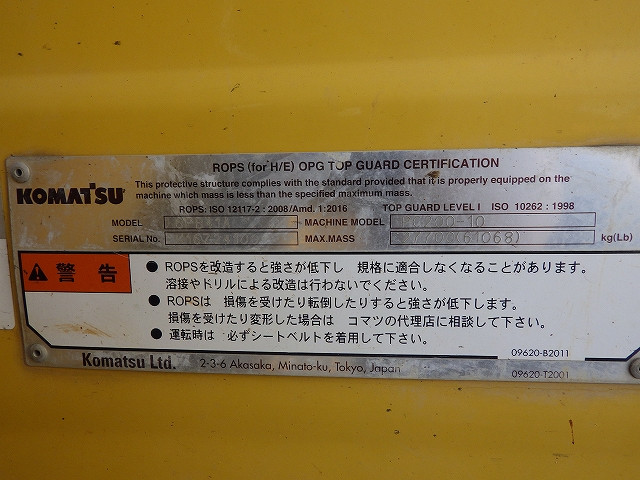 ROPS (for H/E) OPG TOP GUARD CERTIFICATION
KOMATSU
This protective structure complies with the standard provided that it is properly equipped on the
machine which mass is less than the specified maximum mass.
ROPS: ISO 12117-2 : 2008/Amd. 1:2016 TOP GUARD LEVEL I ISO 10262 : 1998
MODEL MACHINE MODEL
SERIAL No. MAX.MASS (61068) kg(Lb)
警告
● ROPSを改造すると強さが低下し 規格に適合しなくなることがあります。
溶接やドリルによる改造は行わないでください。
● ROPSは 損傷を受けたり転倒したりすると強さが低下します。
損傷を受けたり変形した場合は コマツの代理店に相談して下さい。
● 運転時は 必ずシートベルトを着用して下さい。
09620-B2011
Komatsu Ltd. 2-3-6 Akasaka, Minato-ku, Tokyo, Japan
09620-T2001